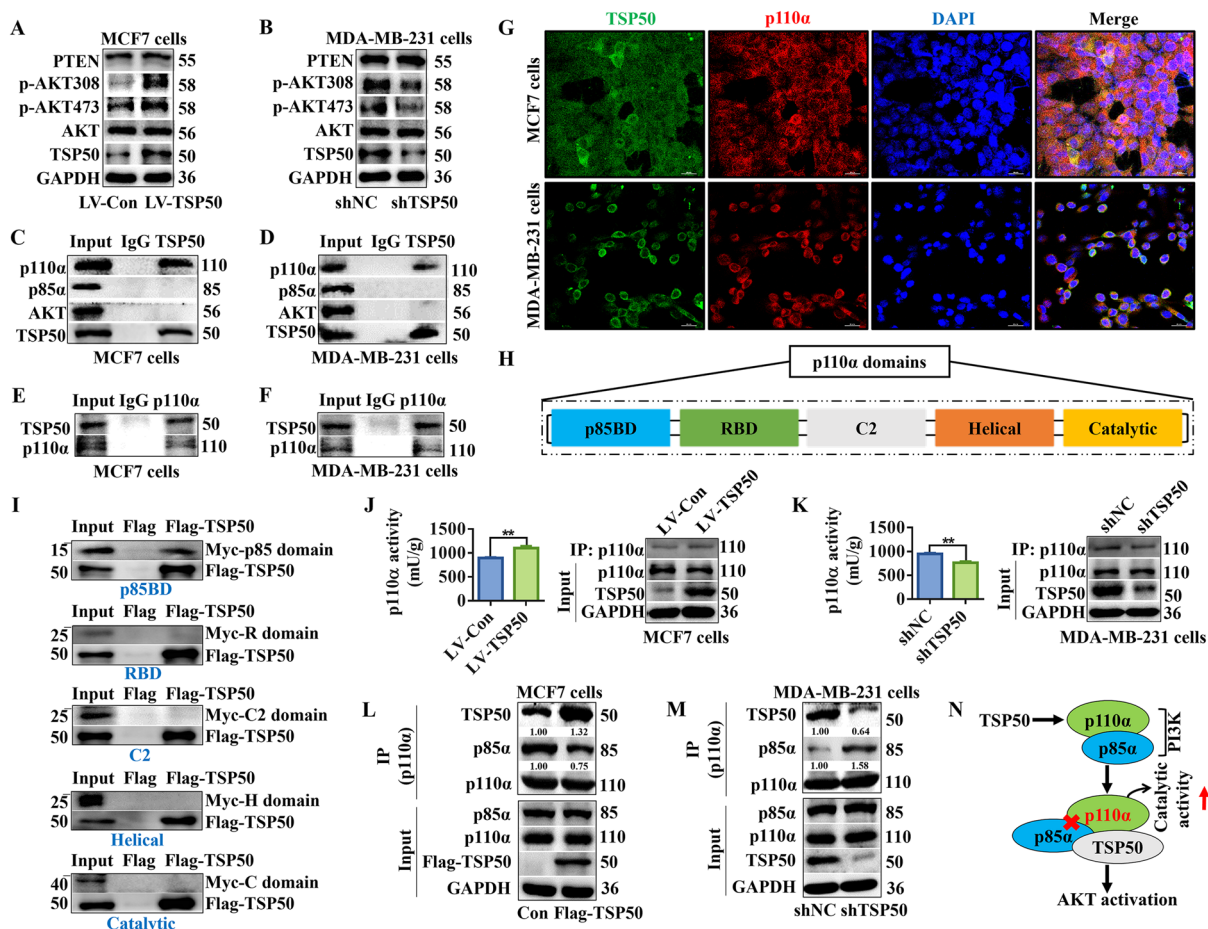 A
MCF7 cells
PTEN 55
p-AKT308 58
p-AKT473 58
AKT 56
TSP50 50
GAPDH 36
LV-Con LV-TSP50
B
MDA-MB-231 cells
PTEN 55
p-AKT308 58
p-AKT473 58
AKT 56
TSP50 50
GAPDH 36
shNC shTSP50
C
Input IgG TSP50
p110α 110
p85α 85
AKT 56
TSP50 50
MCF7 cells
D
Input IgG TSP50
p110α 110
p85α 85
AKT 56
TSP50 50
MDA-MB-231 cells
E
Input IgG p110α
TSP50 50
p110α 110
MCF7 cells
F
Input IgG p110α
TSP50 50
p110α 110
MDA-MB-231 cells
G
TSP50 p110α DAPI Merge
MCF7 cells
MDA-MB-231 cells
H
p110α domains
p85BD RBD C2 Helical Catalytic
I
Input Flag Flag-TSP50
15 Myc-p85 domain
50 Flag-TSP50
p85BD
Input Flag Flag-TSP50
25 Myc-R domain
50 Flag-TSP50
RBD
Input Flag Flag-TSP50
25 Myc-C2 domain
50 Flag-TSP50
C2
Input Flag Flag-TSP50
25 Myc-H domain
50 Flag-TSP50
Helical
Input Flag Flag-TSP50
40 Myc-C domain
50 Flag-TSP50
Catalytic
J
p110α activity
(mU/g)
1500
1000
500
0
**
LV-Con
LV-TSP50
LV-Con
LV-TSP50
IP: p110α 110
Input
p110α 110
TSP50 50
GAPDH 36
MCF7 cells
K
p110α activity
(mU/g)
1500
1000
500
0
**
shNC
shTSP50
shNC
shTSP50
IP: p110α 110
Input
p110α 110
TSP50 50
GAPDH 36
MDA-MB-231 cells
L
MCF7 cells
IP
(p110α)
TSP50 50
1.00 1.32
p85α 85
1.00 0.75
p110α 110
Input
p85α 85
p110α 110
Flag-TSP50 50
GAPDH 36
Con Flag-TSP50
M
MDA-MB-231 cells
IP
(p110α)
TSP50 50
1.00 0.64
p85α 85
1.00 1.58
p110α 110
Input
p85α 85
p110α 110
TSP50 50
GAPDH 36
shNC shTSP50
N
TSP50
p110α
p85α
PI3K
Catalytic
activity
p110α
p85α
TSP50
AKT activation